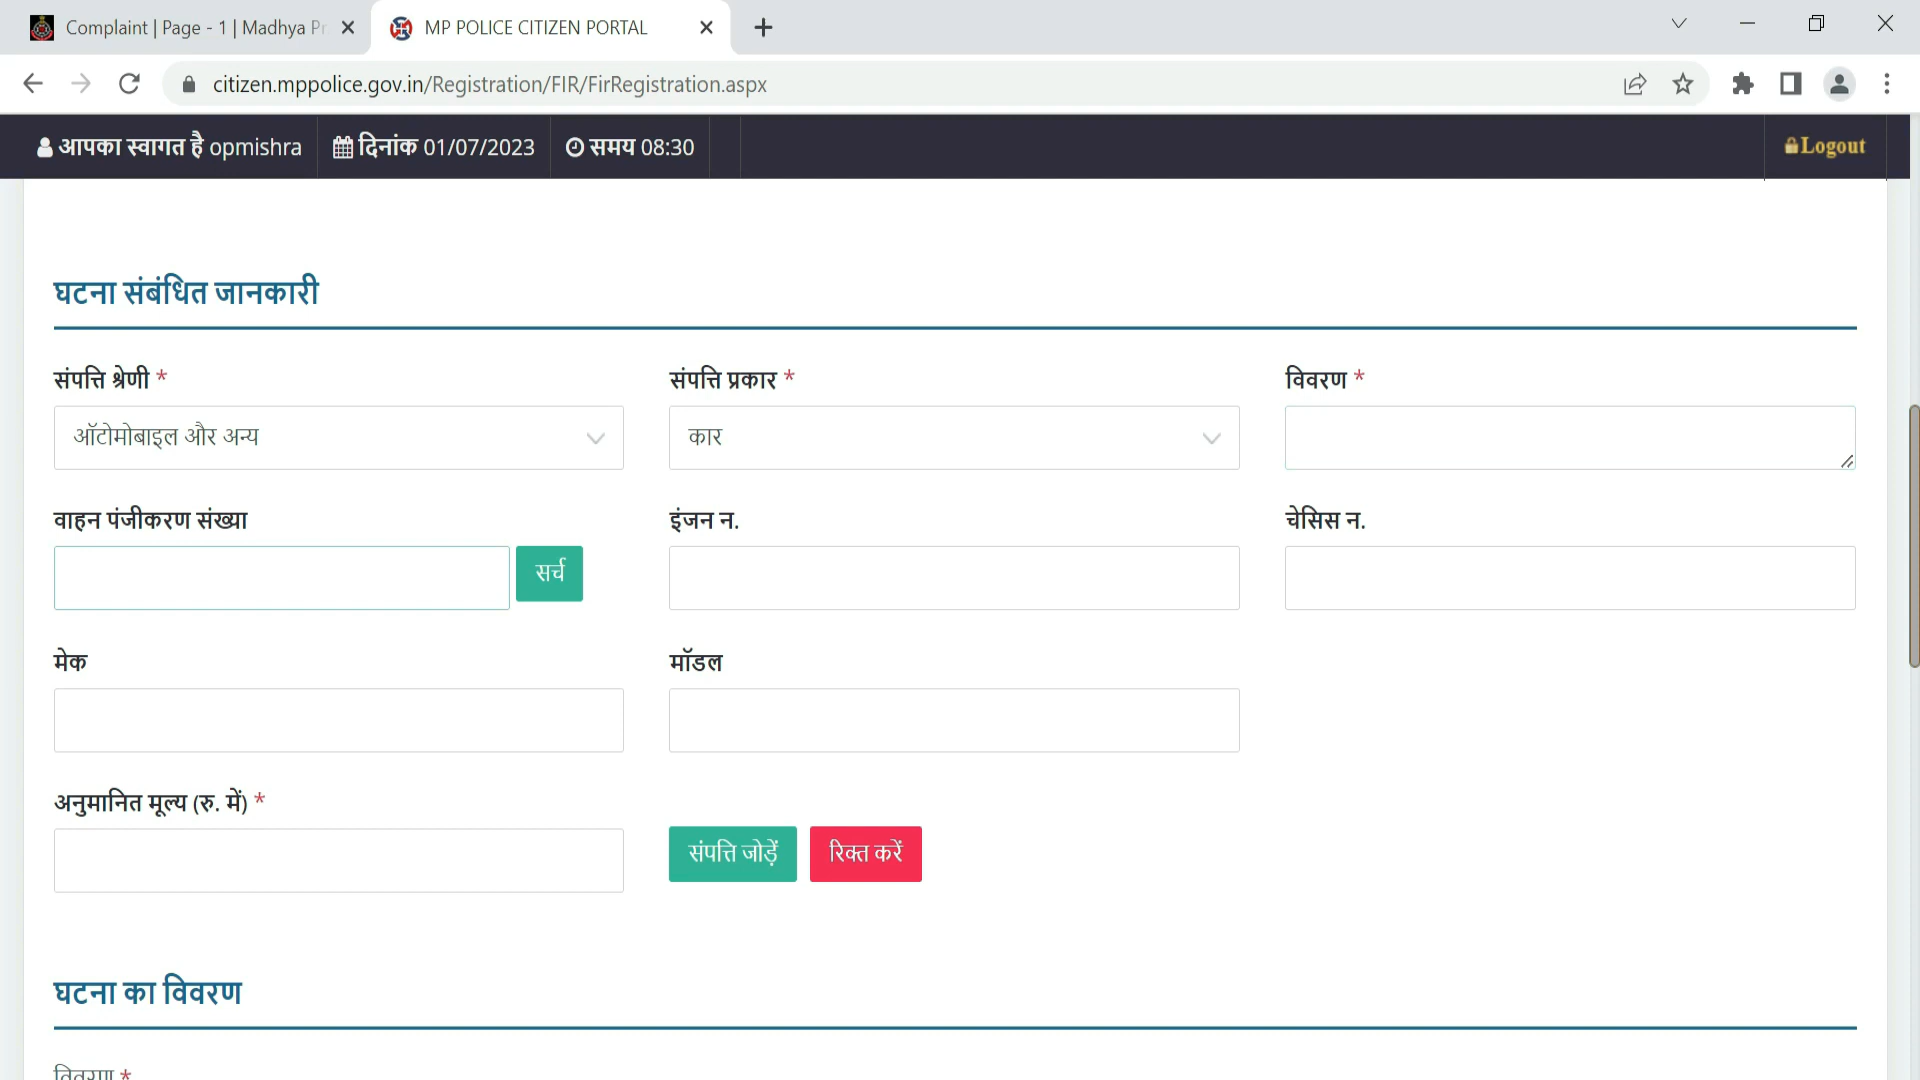 Complaint | Page - 1 | Madhya Pr
MP POLICE CITIZEN PORTAL
citizen.mppolice.gov.in/Registration/FIR/FirRegistration.aspx
आपका स्वागत है opmishra दिनांक 01/07/2023 समय 08:30 Logout
घटना संबंधित जानकारी
संपत्ति श्रेणी * संपत्ति प्रकार * विवरण *
ऑटोमोबाइल और अन्य कार
वाहन पंजीकरण संख्या इंजन न. चेसिस न.
सर्च
मेक मॉडल
अनुमानित मूल्य (रु. में) *
संपत्ति जोड़ें रिक्त करें
घटना का विवरण
विवरण *